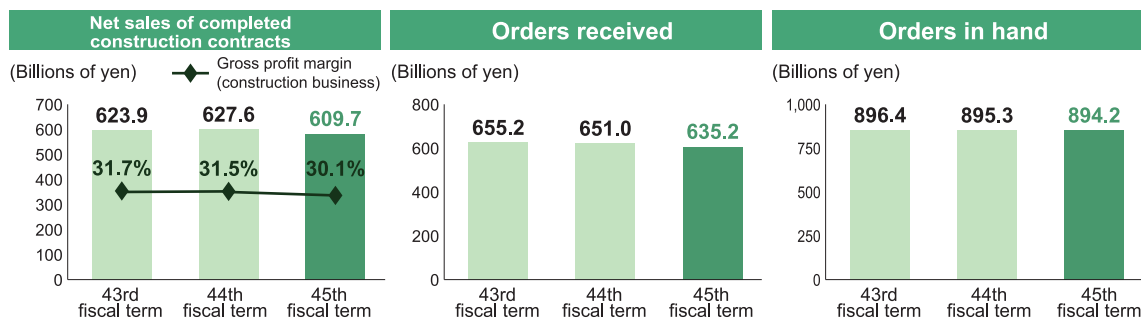 Net sales of completed
construction contracts
(Billions of yen)
Gross profit margin
(construction business)
700
600
500
400
300
200
100
0
623.9
627.6
609.7
31.7%
31.5%
30.1%
43rd
fiscal term
44th
fiscal term
45th
fiscal term
Orders received
(Billions of yen)
800
600
400
200
0
655.2
651.0
635.2
43rd
fiscal term
44th
fiscal term
45th
fiscal term
Orders in hand
(Billions of yen)
1,000
750
500
250
0
896.4
895.3
894.2
43rd
fiscal term
44th
fiscal term
45th
fiscal term